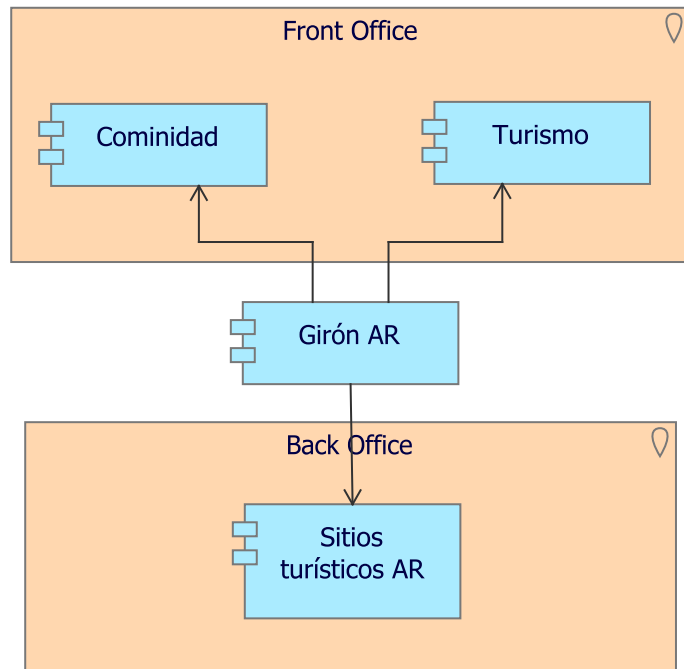 Front Office
Cominidad
Turismo
Girón AR
Back Office
Sitios
turísticos AR